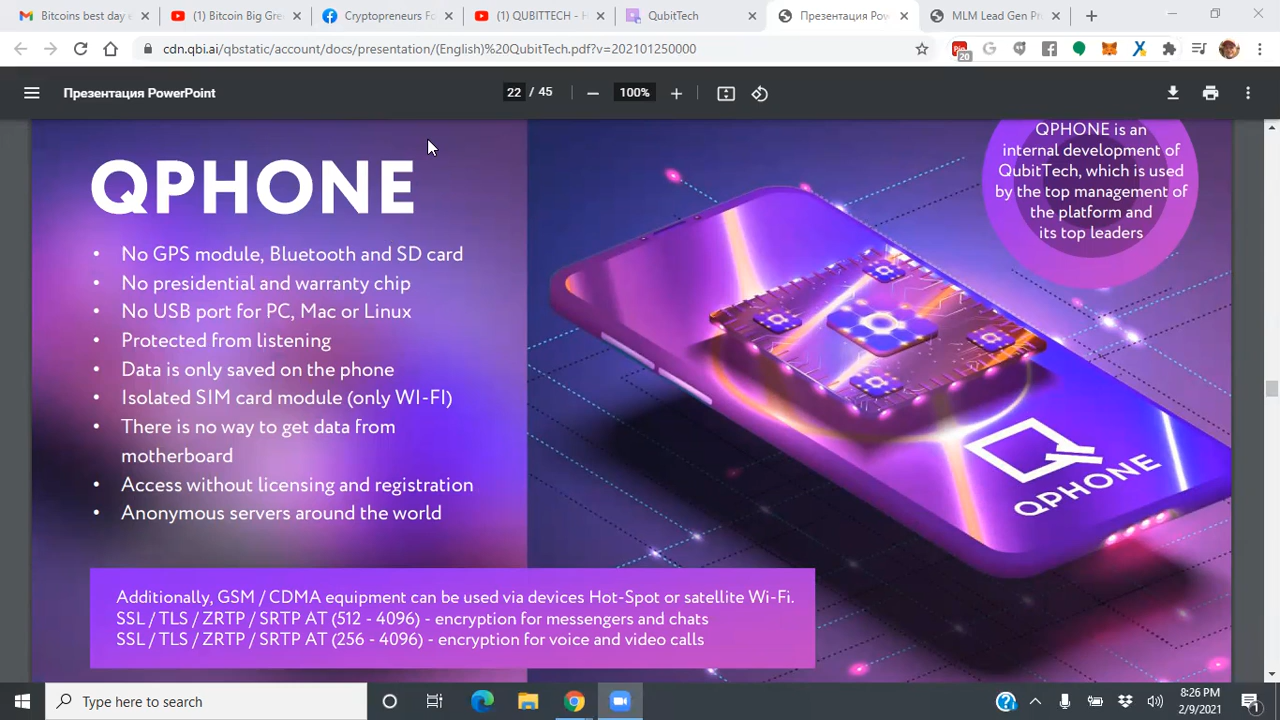 Bitcoins best day e
(1) Bitcoin Big Gre
Cryptopreneurs Fo
(1) QUBITTECH - H
QubitTech
Презентация Pow
MLM Lead Gen Pr
cdn.qbi.ai/qbstatic/account/docs/presentation/(English)%20QubitTech.pdf?v=202101250000
20
Презентация PowerPoint
22 / 45
100%
QPHONE
• No GPS module, Bluetooth and SD card
• No presidential and warranty chip
• No USB port for PC, Mac or Linux
• Protected from listening
• Data is only saved on the phone
• Isolated SIM card module (only WI-FI)
• There is no way to get data from
motherboard
• Access without licensing and registration
• Anonymous servers around the world
QPHONE is an
internal development of
QubitTech, which is used
by the top management of
the platform and
its top leaders
QPHONE
Additionally, GSM / CDMA equipment can be used via devices Hot-Spot or satellite Wi-Fi.
SSL / TLS / ZRTP / SRTP AT (512 - 4096) - encryption for messengers and chats
SSL / TLS / ZRTP / SRTP AT (256 - 4096) - encryption for voice and video calls
Type here to search
8:26 PM
2/9/2021
1